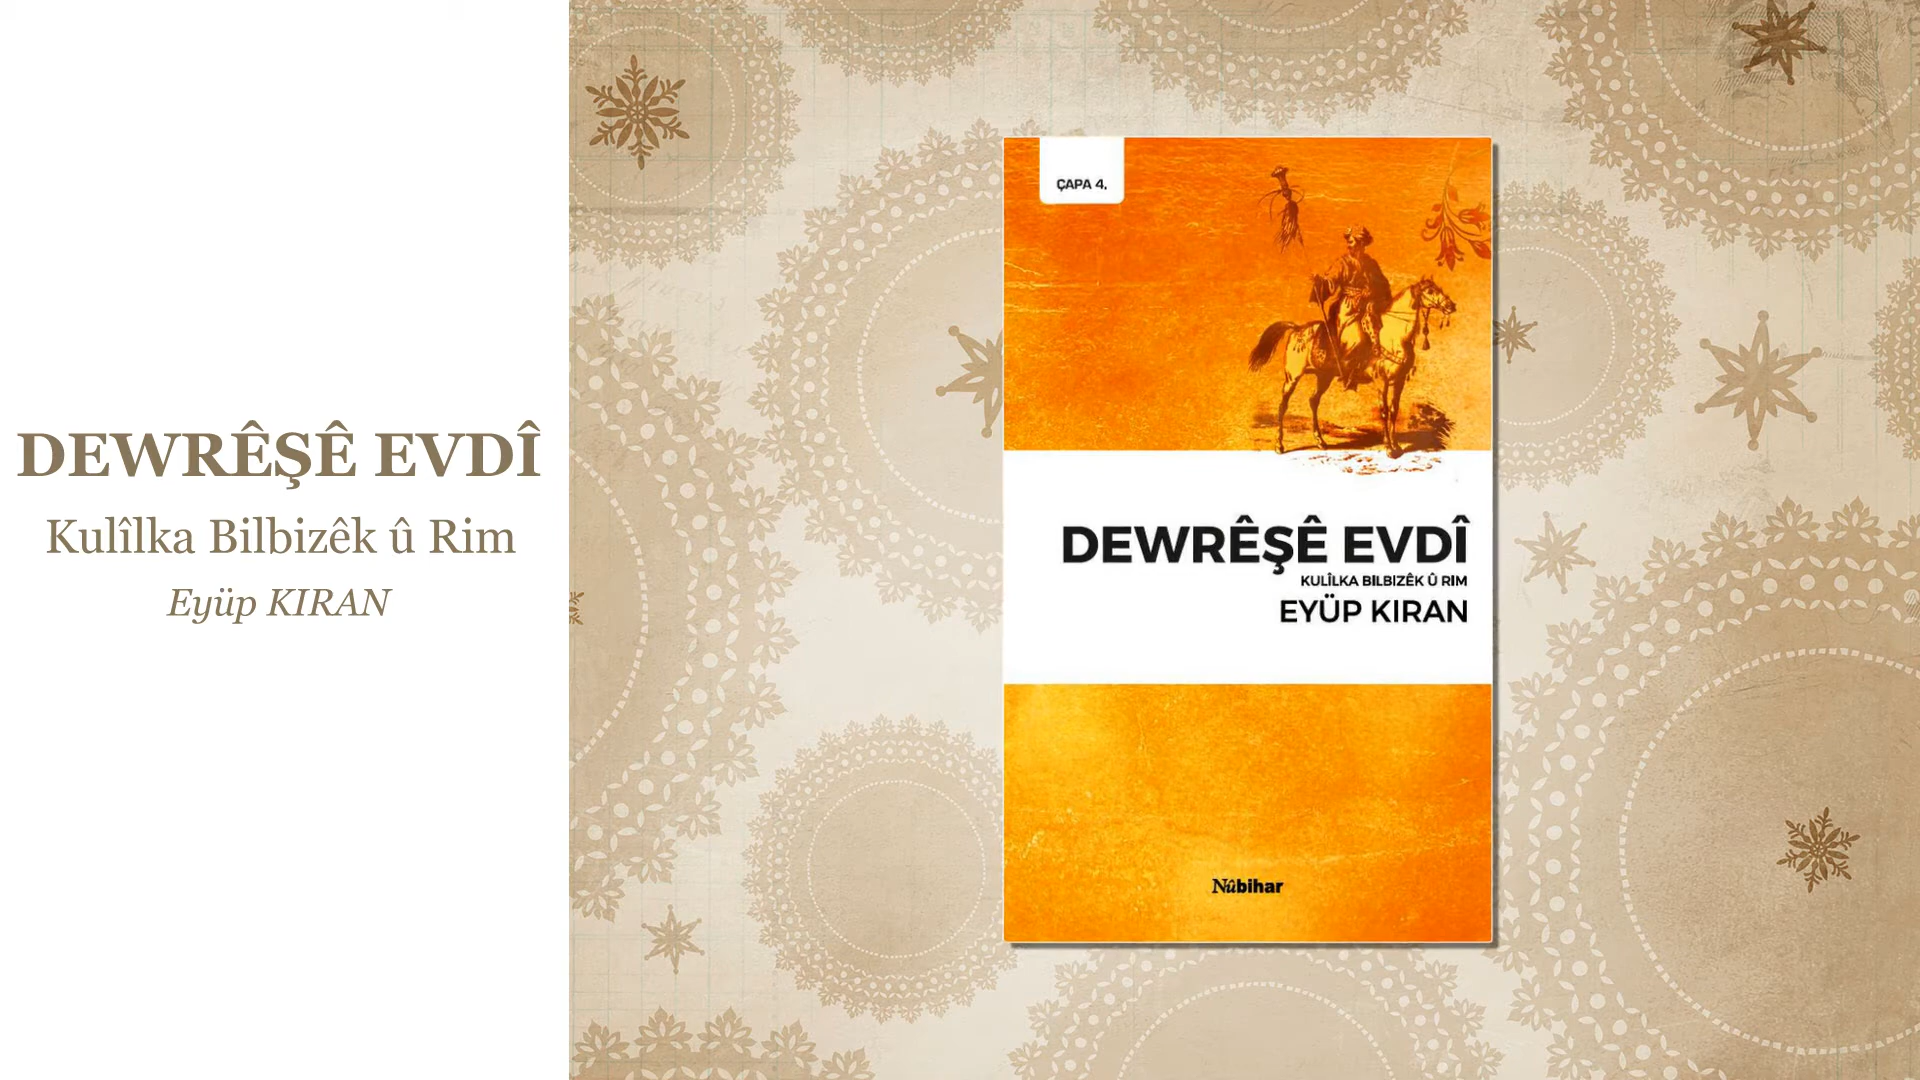 DEWRÊŞÊ EVDÎ
Kulîlka Bilbizêk û Rim
Eyüp KIRAN
ÇAPA 4.
DEWRÊŞÊ EVDÎ
KULÎLKA BILBIZÊK Û RIM
EYÜP KIRAN
Nûbihar